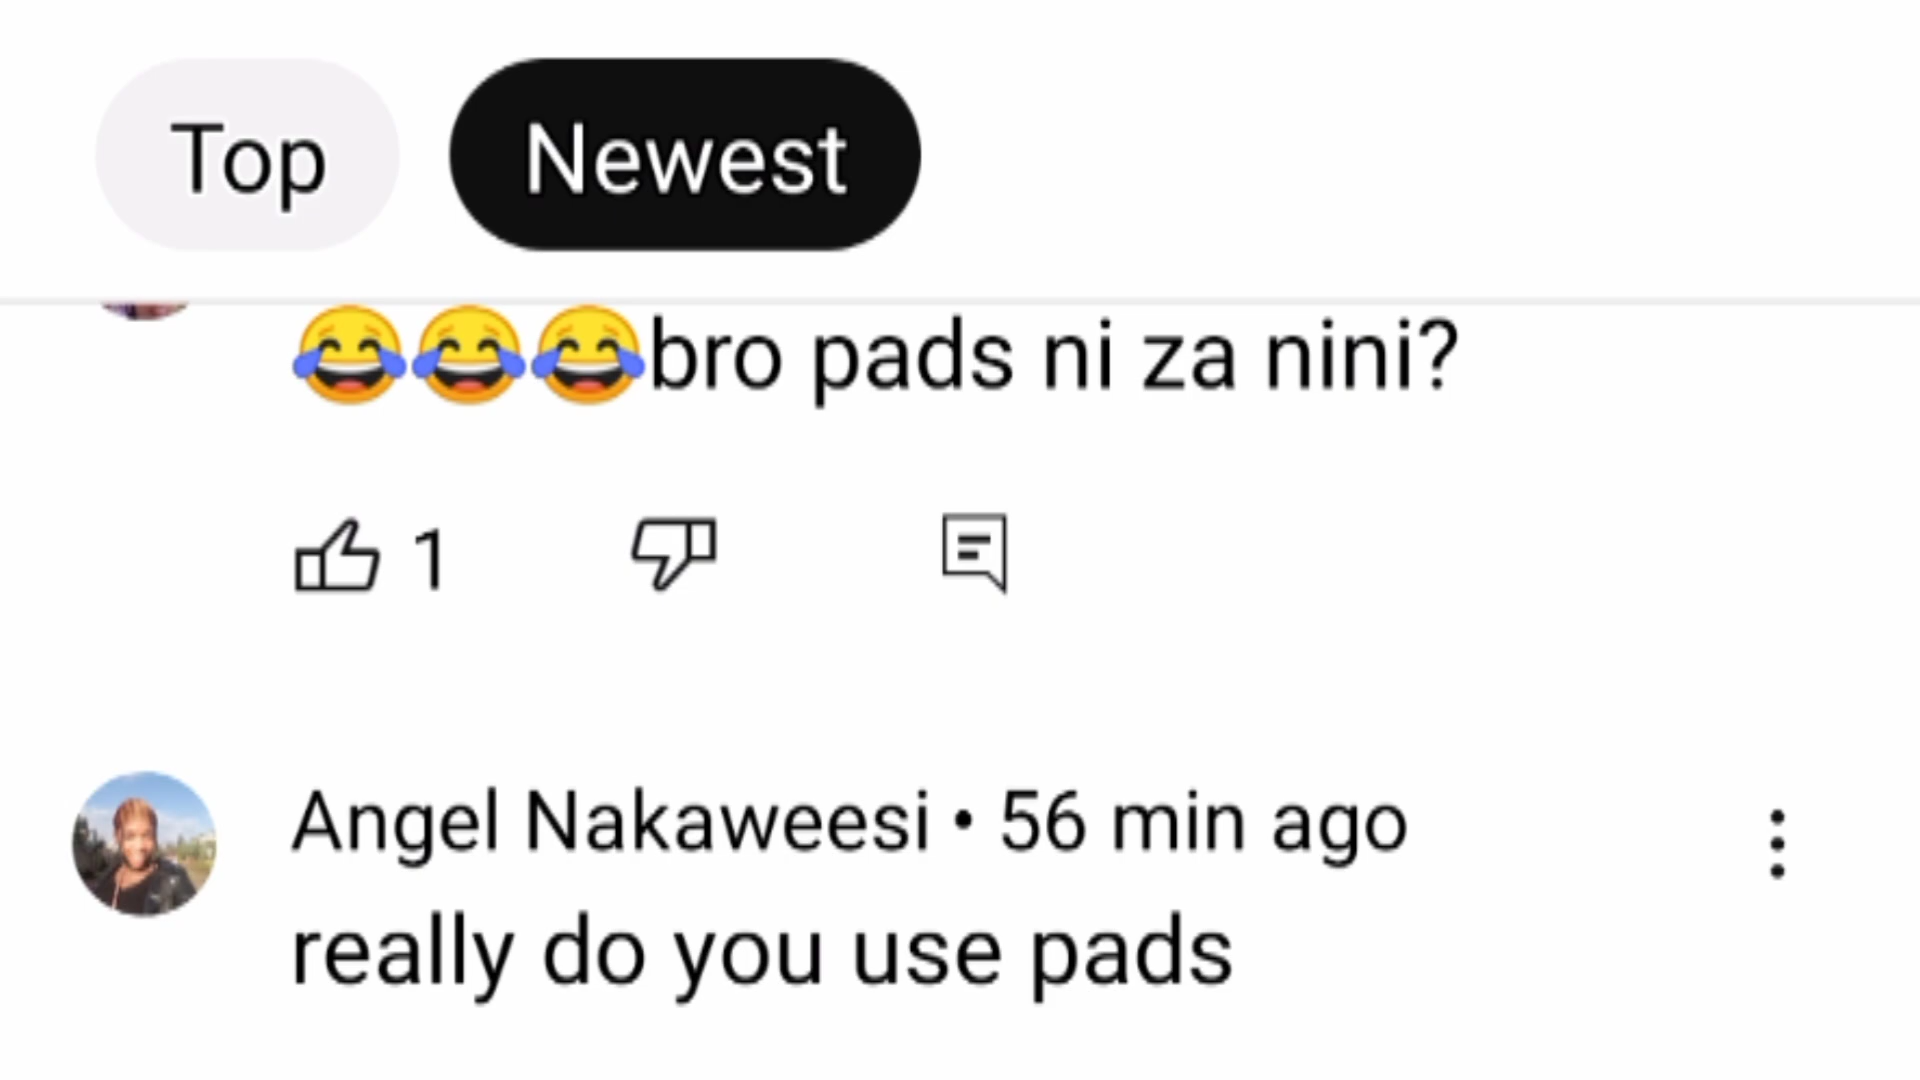 Top Newest
😂😂😂bro pads ni za nini?
1
Angel Nakaweesi • 56 min ago
really do you use pads